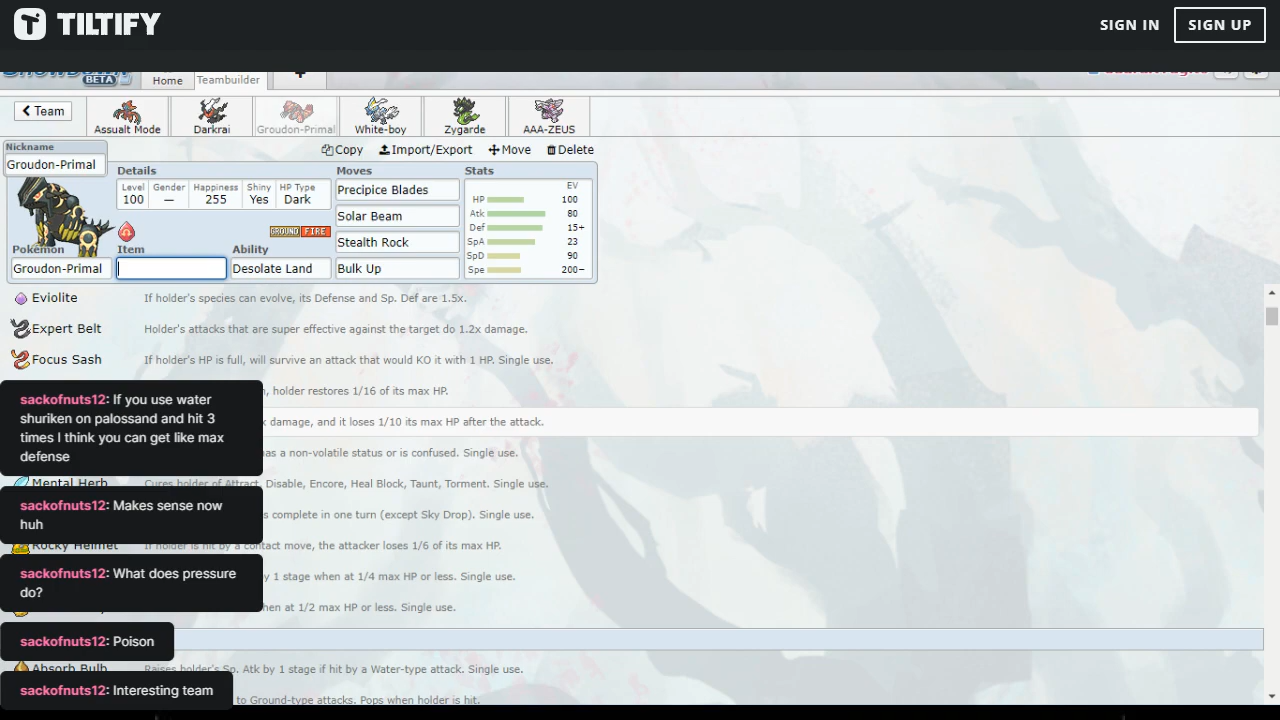 TILTIFY
SIGN IN
SIGN UP
BETA
Home
Teambuilder
+
Team
Assualt Mode
Darkrai
Groudon-Primal
White-boy
Zygarde
AAA-ZEUS
Nickname
Groudon-Primal
Copy
Import/Export
Move
Delete
Details
Level
Gender
Happiness
Shiny
HP Type
100
—
255
Yes
Dark
GROUND FIRE
Pokémon
Groudon-Primal
Item
Ability
Desolate Land
Moves
Precipice Blades
Solar Beam
Stealth Rock
Bulk Up
Stats
EV
HP 100
Atk 80
Def 15+
SpA 23
SpD 90
Spe 200−
Eviolite If holder's species can evolve, its Defense and Sp. Def are 1.5x.
Expert Belt Holder's attacks that are super effective against the target do 1.2x damage.
Focus Sash If holder's HP is full, will survive an attack that would KO it with 1 HP. Single use.
, holder restores 1/16 of its max HP.
damage, and it loses 1/10 its max HP after the attack.
has a non-volatile status or is confused. Single use.
Mental Herb Cures holder of Attract, Disable, Encore, Heal Block, Taunt, Torment. Single use.
s complete in one turn (except Sky Drop). Single use.
Rocky Helmet If holder is hit by a contact move, the attacker loses 1/6 of its max HP.
by 1 stage when at 1/4 max HP or less. Single use.
when at 1/2 max HP or less. Single use.
Absorb Bulb Raises holder's Sp. Atk by 1 stage if hit by a Water-type attack. Single use.
to Ground-type attacks. Pops when holder is hit.
sackofnuts12: If you use water
shuriken on palossand and hit 3
times I think you can get like max
defense
sackofnuts12: Makes sense now
huh
sackofnuts12: What does pressure
do?
sackofnuts12: Poison
sackofnuts12: Interesting team